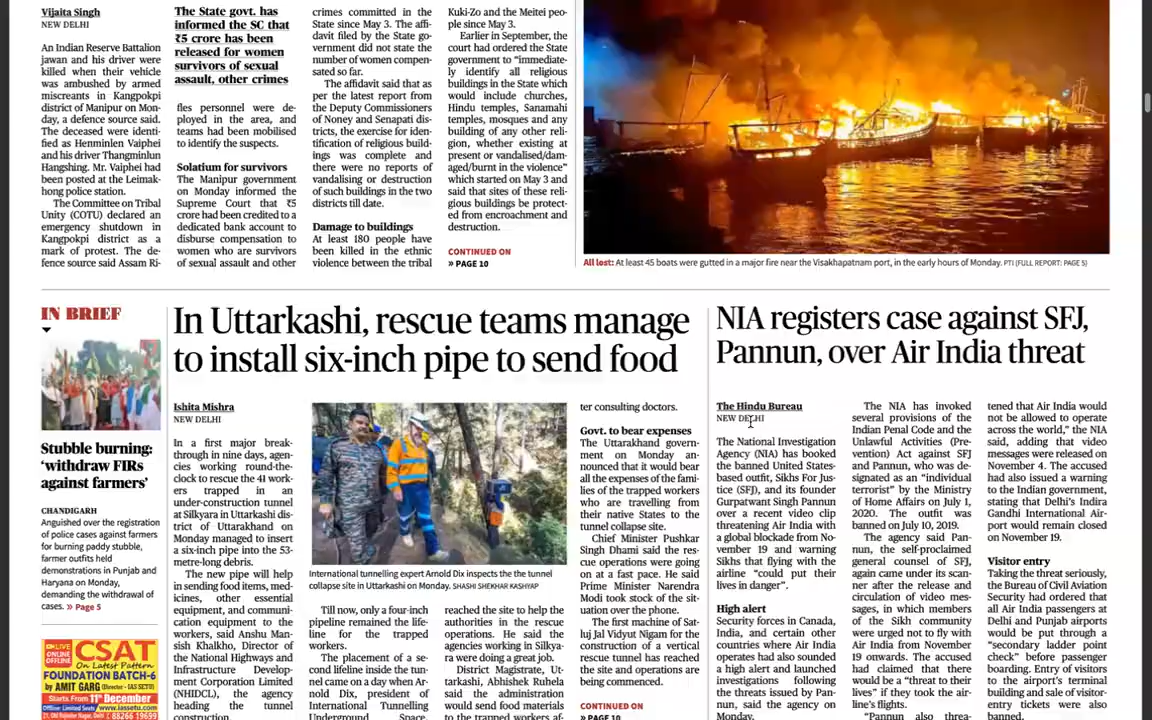 Vijaita Singh
NEW DELHI
An Indian Reserve Battalion
jawan and his driver were
killed when their vehicle
was ambushed by armed
miscreants in Kangpokpi
district of Manipur on Mon-
day, a defence source said.
The deceased were identi-
fied as Henminlen Vaiphei
and his driver Thangminlun
Hangshing. Mr. Vaiphei had
been posted at the Leimak-
hong police station.
The Committee on Tribal
Unity (COTU) declared an
emergency shutdown in
Kangpokpi district as a
mark of protest. The de-
fence source said Assam Ri-
The State govt. has
informed the SC that
₹5 crore has been
released for women
survivors of sexual
assault, other crimes
fles personnel were de-
ployed in the area, and
teams had been mobilised
to identify the suspects.
Solatium for survivors
The Manipur government
on Monday informed the
Supreme Court that ₹5
crore had been credited to a
dedicated bank account to
disburse compensation to
women who are survivors
of sexual assault and other
crimes committed in the
State since May 3. The affi-
davit filed by the State go-
vernment did not state the
number of women compen-
sated so far.
The affidavit said that as
per the latest report from
the Deputy Commissioners
of Noney and Senapati dis-
tricts, the exercise for iden-
tification of religious build-
ings was complete and
there were no reports of
vandalising or destruction
of such buildings in the two
districts till date.
Damage to buildings
At least 180 people have
been killed in the ethnic
violence between the tribal
Kuki-Zo and the Meitei peo-
ple since May 3.
Earlier in September, the
court had ordered the State
government to “immediate-
ly identify all religious
buildings in the State which
would include churches,
Hindu temples, Sanamahi
temples, mosques and any
building of any other reli-
gion, whether existing at
present or vandalised/dam-
aged/burnt in the violence”
which started on May 3 and
said that sites of these reli-
gious buildings be protect-
ed from encroachment and
destruction.
CONTINUED ON
» PAGE 10
All lost: At least 45 boats were gutted in a major fire near the Visakhapatnam port, in the early hours of Monday. PTI (FULL REPORT: PAGE 5)
IN BRIEF
Stubble burning:
‘withdraw FIRs
against farmers’
CHANDIGARH
Anguished over the registration
of police cases against farmers
for burning paddy stubble,
farmer outfits held
demonstrations in Punjab and
Haryana on Monday,
demanding the withdrawal of
cases. » Page 5
LIVE
ONLINE
OFFLINE
CSAT
On Latest Pattern
FOUNDATION BATCH-6
by AMIT GARG (Director - IAS SETU)
Starts From 11th December
Offline: Limited Seats www.iassetu.com
21, Old Rajinder Nagar, Delhi 88266 19699
In Uttarkashi, rescue teams manage
to install six-inch pipe to send food
Ishita Mishra
NEW DELHI
In a first major break-
through in nine days, agen-
cies working round-the-
clock to rescue the 41 work-
ers trapped in an
under-construction tunnel
at Silkyara in Uttarkashi dis-
trict of Uttarakhand on
Monday managed to insert
a six-inch pipe into the 53-
metre-long debris.
The new pipe will help
in sending food items, med-
icines, other essential
equipment, and communi-
cation equipment to the
workers, said Anshu Man-
ish Khalkho, Director of
the National Highways and
Infrastructure Develop-
ment Corporation Limited
(NHIDCL), the agency
heading the tunnel
construction.
International tunnelling expert Arnold Dix inspects the the tunnel
collapse site in Uttarkashi on Monday. SHASHI SHEKHAR KASHYAP
Till now, only a four-inch
pipeline remained the life-
line for the trapped
workers.
The placement of a se-
cond lifeline inside the tun-
nel came on a day when Ar-
nold Dix, president of
International Tunnelling
Underground Space,
reached the site to help the
authorities in the rescue
operations. He said the
agencies working in Silkya-
ra were doing a great job.
District Magistrate, Ut-
tarkashi, Abhishek Ruhela
said the administration
would send food materials
to the trapped workers af-
ter consulting doctors.
Govt. to bear expenses
The Uttarakhand govern-
ment on Monday an-
nounced that it would bear
all the expenses of the fami-
lies of the trapped workers
who are travelling from
their native States to the
tunnel collapse site.
Chief Minister Pushkar
Singh Dhami said the res-
cue operations were going
on at a fast pace. He said
Prime Minister Narendra
Modi took stock of the sit-
uation over the phone.
The first machine of Sat-
luj Jal Vidyut Nigam for the
construction of a vertical
rescue tunnel has reached
the site and operations are
being commenced.
CONTINUED ON
» PAGE 10
NIA registers case against SFJ,
Pannun, over Air India threat
The Hindu Bureau
NEW DELHI
The National Investigation
Agency (NIA) has booked
the banned United States-
based outfit, Sikhs For Jus-
tice (SFJ), and its founder
Gurpatwant Singh Pannun
over a recent video clip
threatening Air India with
a global blockade from No-
vember 19 and warning
Sikhs that flying with the
airline “could put their
lives in danger”.
High alert
Security forces in Canada,
India, and certain other
countries where Air India
operates had also sounded
a high alert and launched
investigations following
the threats issued by Pan-
nun, said the agency on
Monday.
The NIA has invoked
several provisions of the
Indian Penal Code and the
Unlawful Activities (Pre-
vention) Act against SFJ
and Pannun, who was de-
signated as an “individual
terrorist” by the Ministry
of Home Affairs on July 1,
2020. The outfit was
banned on July 10, 2019.
The agency said Pan-
nun, the self-proclaimed
general counsel of SFJ,
again came under its scan-
ner after the release and
circulation of video mes-
sages, in which members
of the Sikh community
were urged not to fly with
Air India from November
19 onwards. The accused
had claimed that there
would be a “threat to their
lives” if they took the air-
line’s flights.
“Pannun also threa-
tened that Air India would
not be allowed to operate
across the world,” the NIA
said, adding that video
messages were released on
November 4. The accused
had also issued a warning
to the Indian government,
stating that Delhi’s Indira
Gandhi International Air-
port would remain closed
on November 19.
Visitor entry
Taking the threat seriously,
the Bureau of Civil Aviation
Security had ordered that
all Air India passengers at
Delhi and Punjab airports
would be put through a
“secondary ladder point
check” before passenger
boarding. Entry of visitors
to the airport’s terminal
building and sale of visitor-
entry tickets were also
banned.